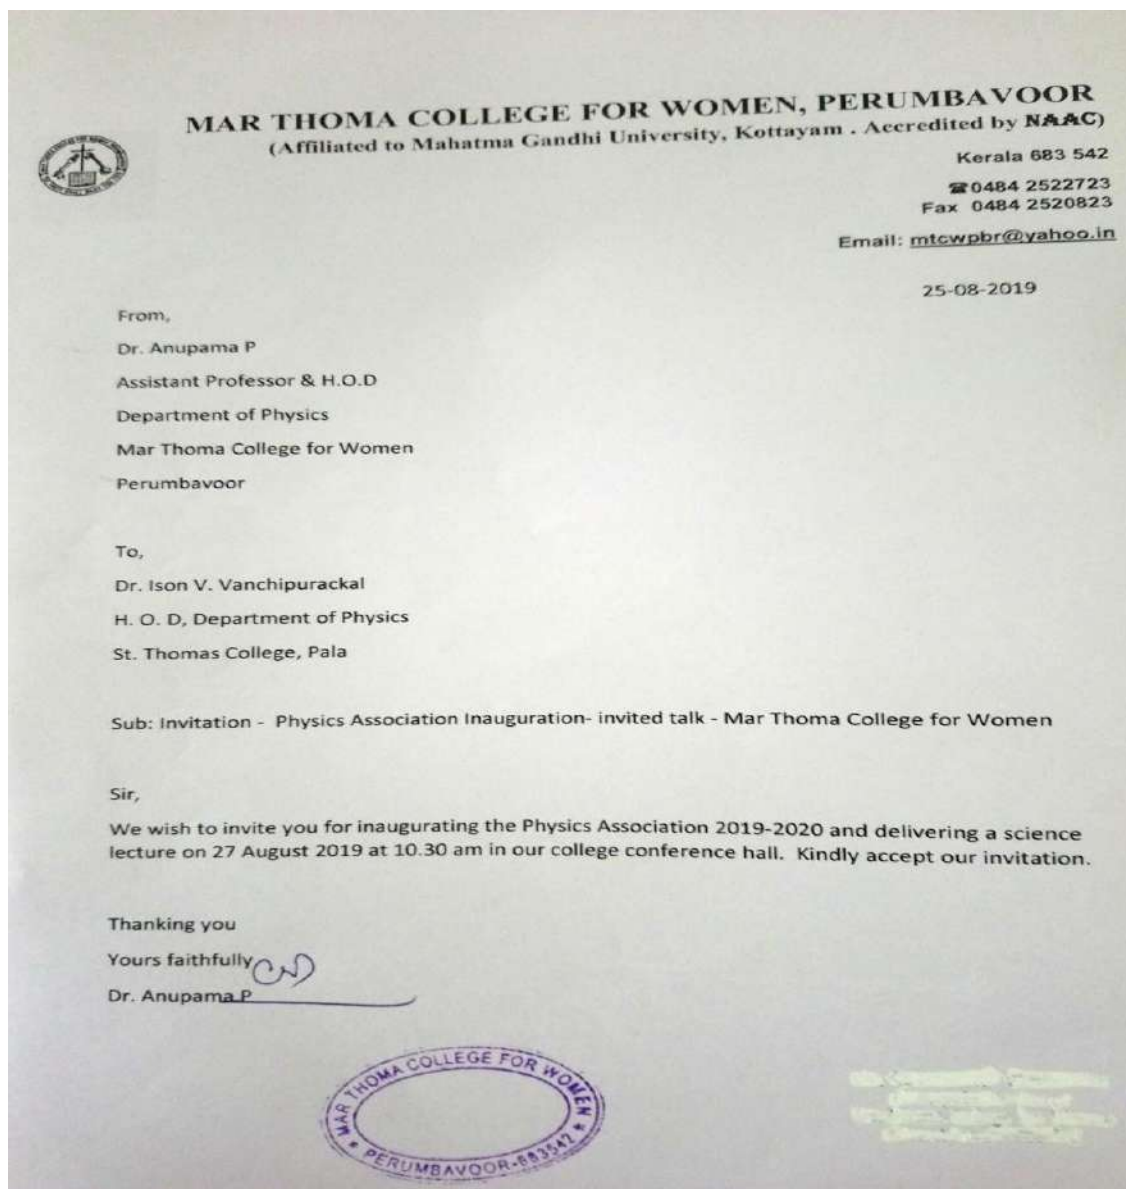 MAR THOMA COLLEGE FOR WOMEN, PERUMBAVOOR
(Affiliated to Mahatma Gandhi University, Kottayam . Accredited by NAAC)
Kerala 683 542
☎0484 2522723
Fax 0484 2520823
Email: mtcwpbr@yahoo.in
25-08-2019
From,
Dr. Anupama P
Assistant Professor & H.O.D
Department of Physics
Mar Thoma College for Women
Perumbavoor
To,
Dr. Ison V. Vanchipurackal
H. O. D, Department of Physics
St. Thomas College, Pala
Sub: Invitation - Physics Association Inauguration- invited talk - Mar Thoma College for Women
Sir,
We wish to invite you for inaugurating the Physics Association 2019-2020 and delivering a science
lecture on 27 August 2019 at 10.30 am in our college conference hall. Kindly accept our invitation.
Thanking you
Yours faithfully
Dr. Anupama P
MAR THOMA COLLEGE FOR WOMEN
* PERUMBAVOOR-683542 *